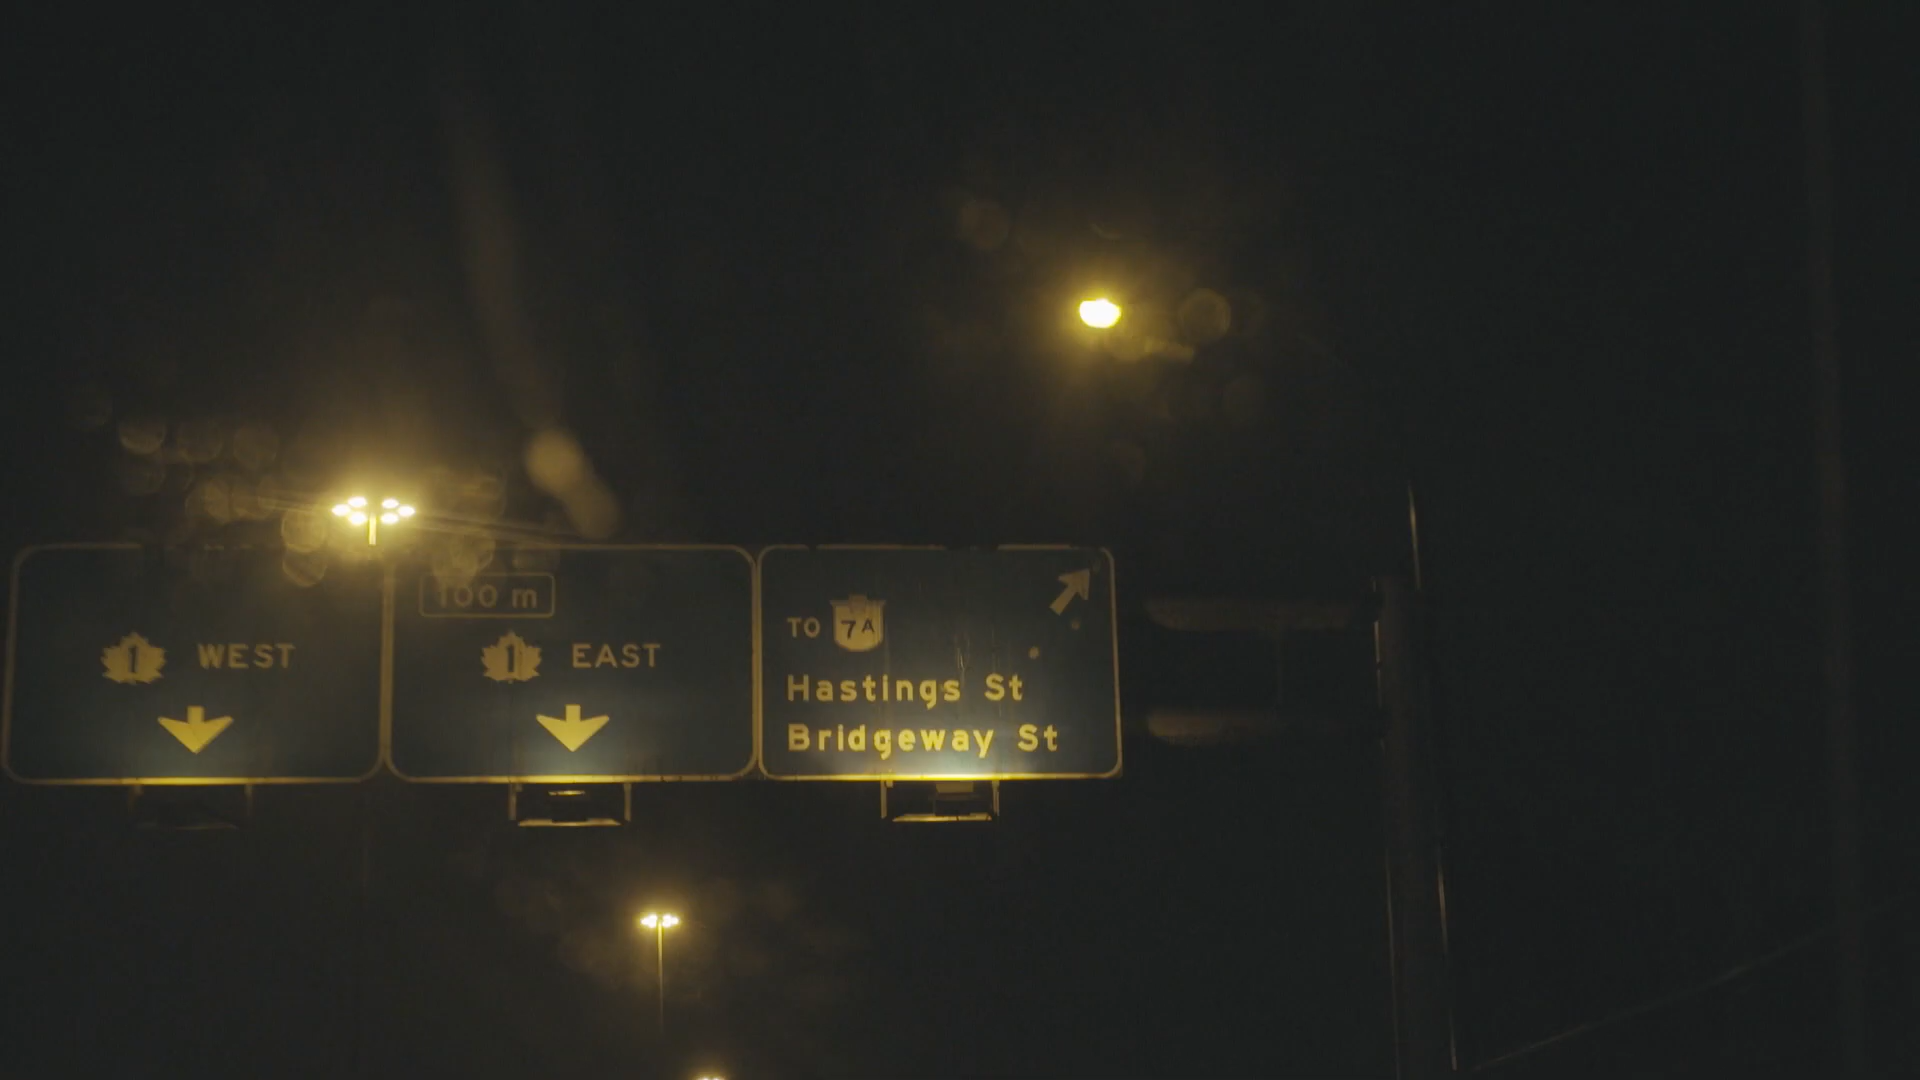 1 WEST
100 m
1 EAST
TO 7A
Hastings St
Bridgeway St